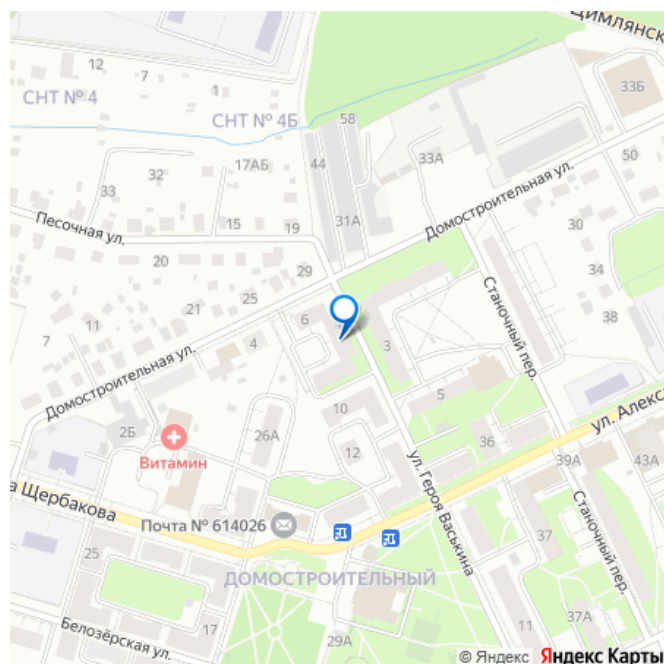 Цимлянск
12
7
1
33Б
СНТ № 4
СНТ № 4Б
58
44
33А
50
17АБ
32
33
Домостроительная ул.
31А
30
15
19
Песочная ул.
20
29
34
Станочный пер.
21
25
6
38
11
7
4
3
Домостроительная ул.
5
10
ул. Алекса
2Б
26А
36
Витамин
12
39А
43А
ул. Героя Васькина
а Щербакова
Почта № 614026
37
Станочный пер.
25
ДОМОСТРОИТЕЛЬНЫЙ
17
11
37А
29А
Белозёрская ул.
© Яндекс Яндекс Карты